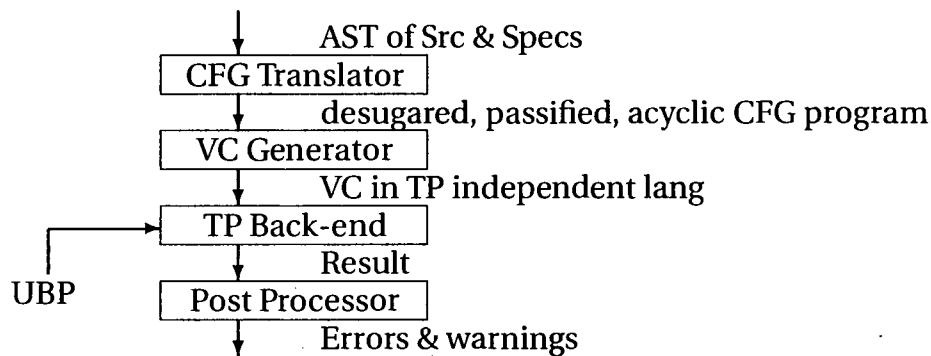 AST of Src & Specs
CFG Translator
desugared, passified, acyclic CFG program
VC Generator
VC in TP independent lang
TP Back-end
Result
UBP
Post Processor
Errors & warnings